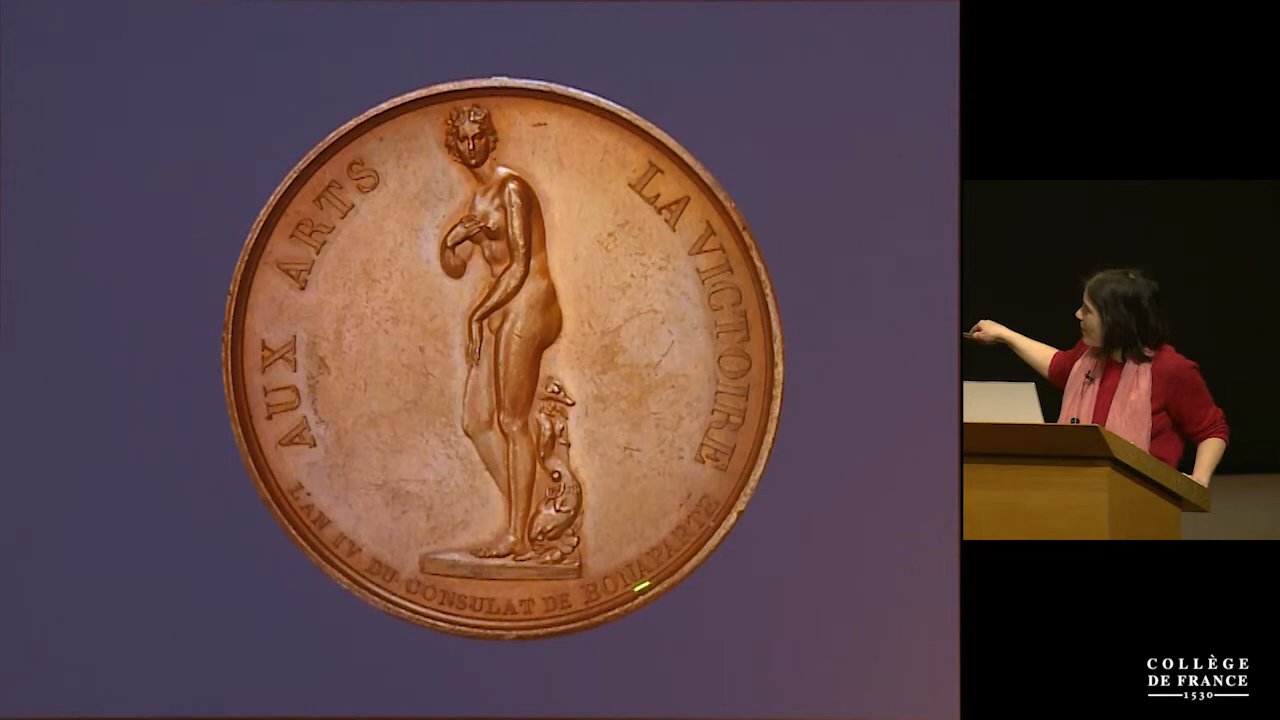 AUX ARTS
LA VICTOIRE
L'AN IV DU CONSULAT DE BONAPARTE
COLLÈGE
DE FRANCE
1530